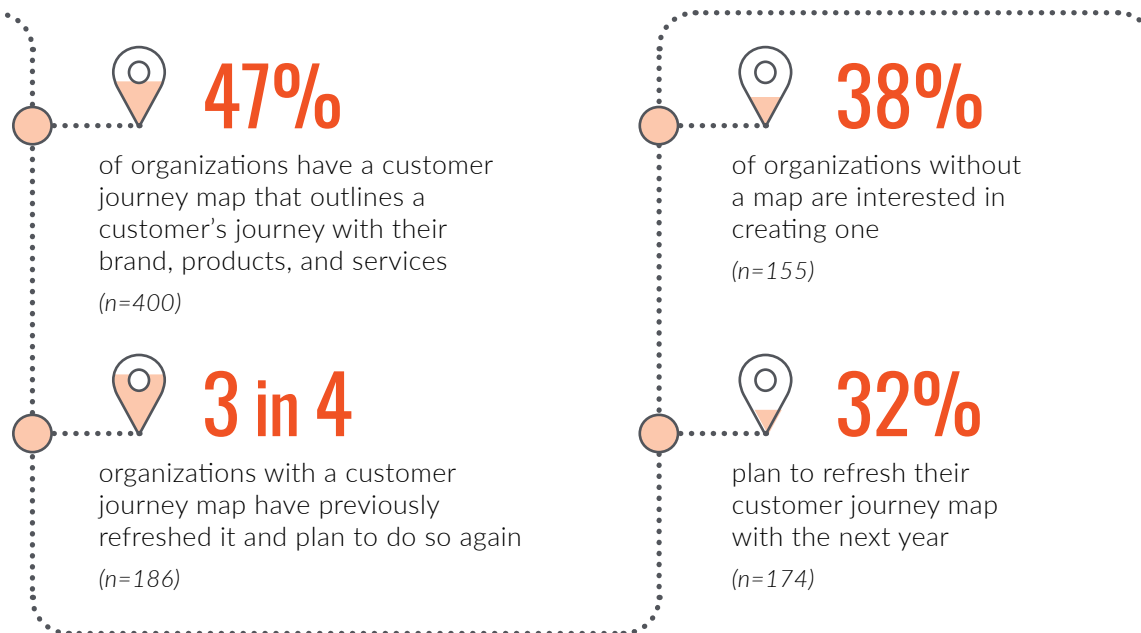 47%
of organizations have a customer
journey map that outlines a
customer’s journey with their
brand, products, and services
(n=400)
3 in 4
organizations with a customer
journey map have previously
refreshed it and plan to do so again
(n=186)
38%
of organizations without
a map are interested in
creating one
(n=155)
32%
plan to refresh their
customer journey map
with the next year
(n=174)